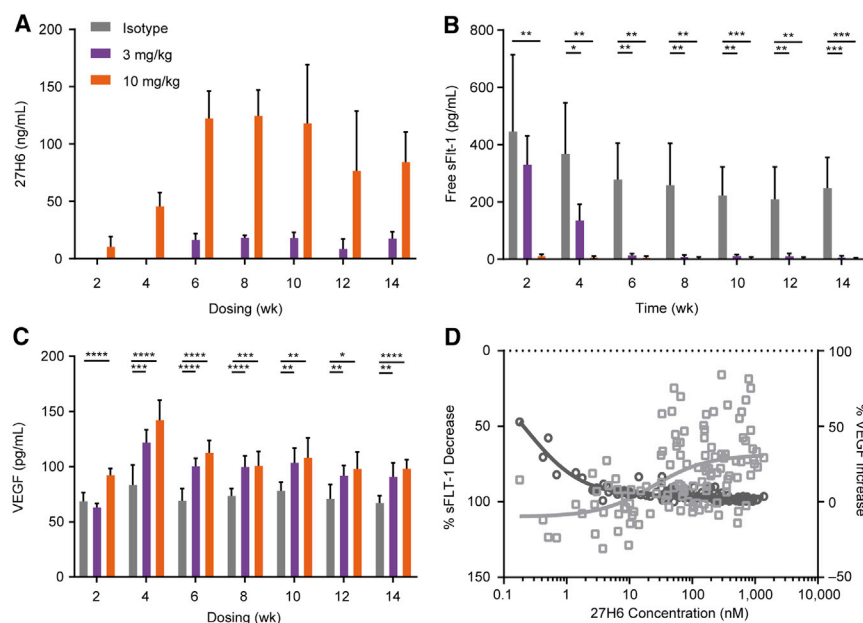 A
27H6 (ng/mL)
200
150
100
50
0
Isotype
3 mg/kg
10 mg/kg
2 4 6 8 10 12 14
Dosing (wk)
B
Free sFlt-1 (pg/mL)
800
600
400
200
0
** ** ** ** *** ** ***
* ** ** ** ** ***
2 4 6 8 10 12 14
Time (wk)
C
VEGF (pg/mL)
200
150
100
50
0
**** **** **** *** ** * ****
*** **** **** ** ** **
2 4 6 8 10 12 14
Dosing (wk)
D
% sFLT-1 Decrease
0
50
100
150
100
50
0
−50
% VEGF Increase
0.1 1 10 100 1,000 10,000
27H6 Concentration (nM)